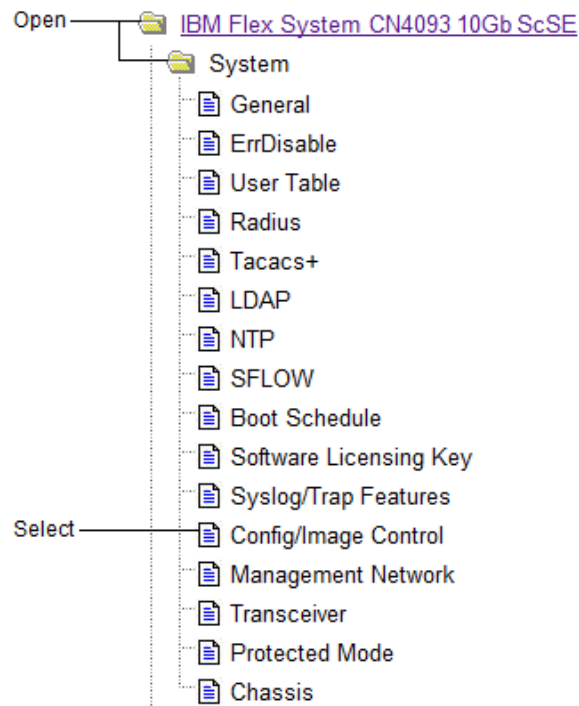 Open IBM Flex System CN4093 10Gb ScSE
System
General
ErrDisable
User Table
Radius
Tacacs+
LDAP
NTP
SFLOW
Boot Schedule
Software Licensing Key
Syslog/Trap Features
Select Config/Image Control
Management Network
Transceiver
Protected Mode
Chassis